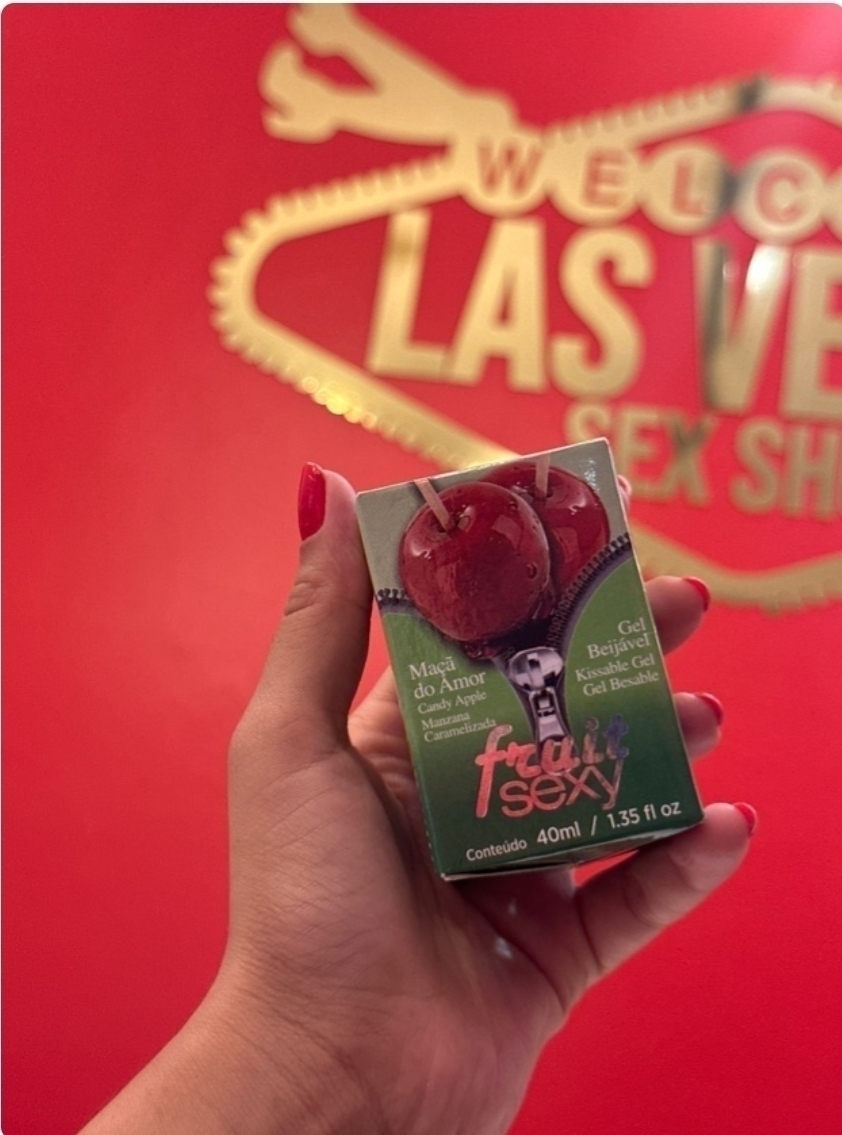 WELC
LAS VE
SEX SH
Maçã
do Amor
Candy Apple
Manzana
Caramelizada
Gel
Beijável
Kissable Gel
Gel Besable
fruit
sexy
Conteúdo 40ml / 1.35 fl oz